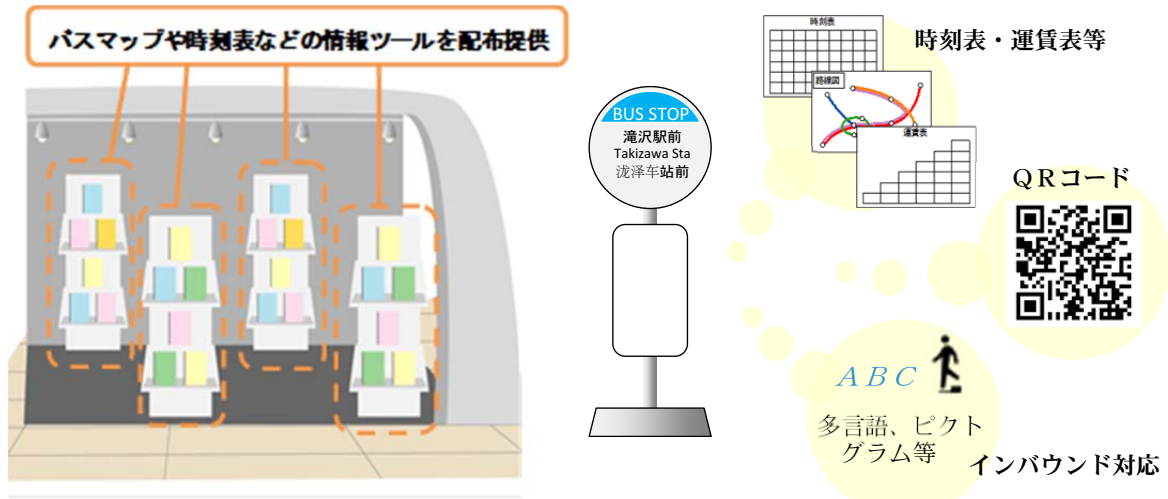 バスマップや時刻表などの情報ツールを配布提供
BUS STOP
滝沢駅前
Takizawa Sta
泷泽车站前
時刻表
路線図
運賃表
時刻表・運賃表等
ＱＲコード
ＡＢＣ
多言語、ピクト
グラム等
インバウンド対応